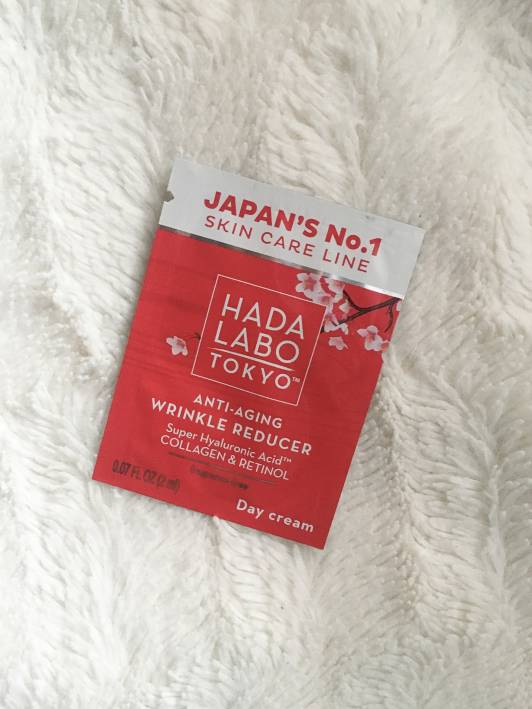 JAPAN'S No.1
SKIN CARE LINE
HADA
LABO
TOKYO™
ANTI-AGING
WRINKLE REDUCER
Super Hyaluronic Acid™
COLLAGEN & RETINOL
0.07 FL OZ (2 ml)
Day cream